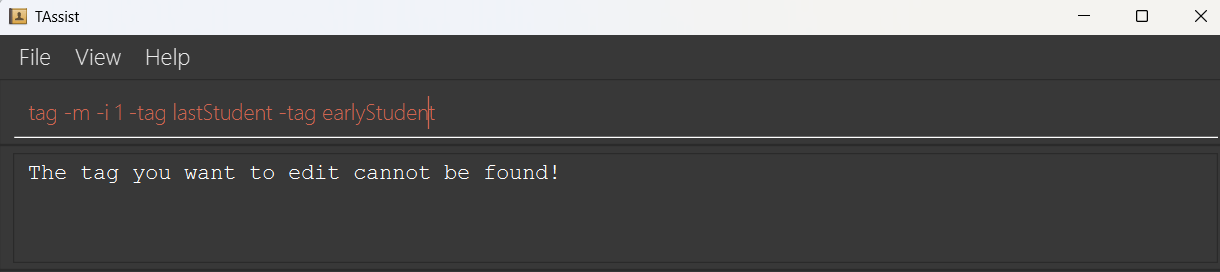 TAssist
File View Help
tag -m -i 1 -tag lastStudent -tag earlyStudent
The tag you want to edit cannot be found!